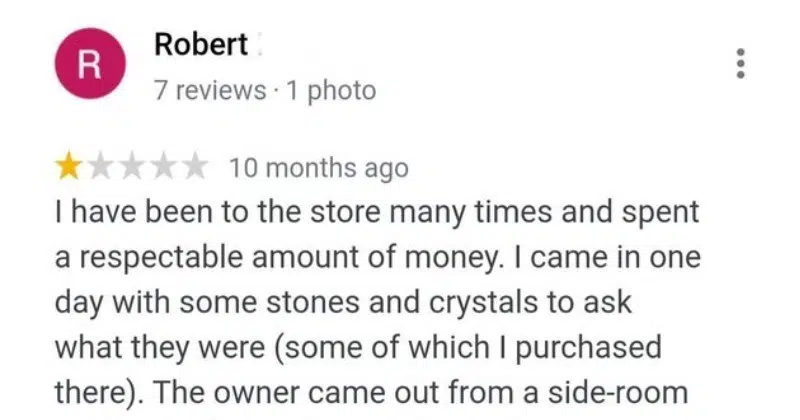 R
Robert
7 reviews · 1 photo
10 months ago
I have been to the store many times and spent
a respectable amount of money. I came in one
day with some stones and crystals to ask
what they were (some of which I purchased
there). The owner came out from a side-room